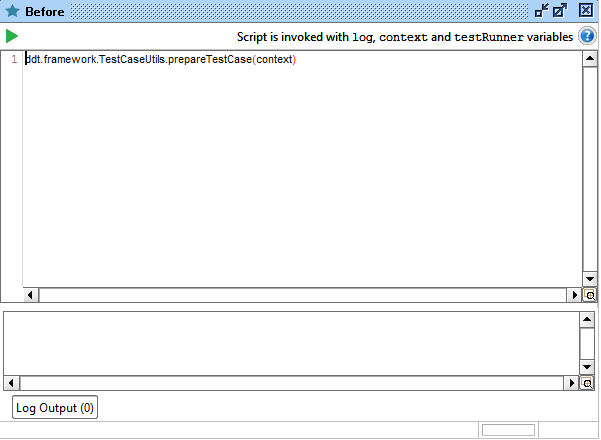 Before
Script is invoked with log, context and testRunner variables
?
1 ddt.framework.TestCaseUtils.prepareTestCase(context)
Log Output (0)